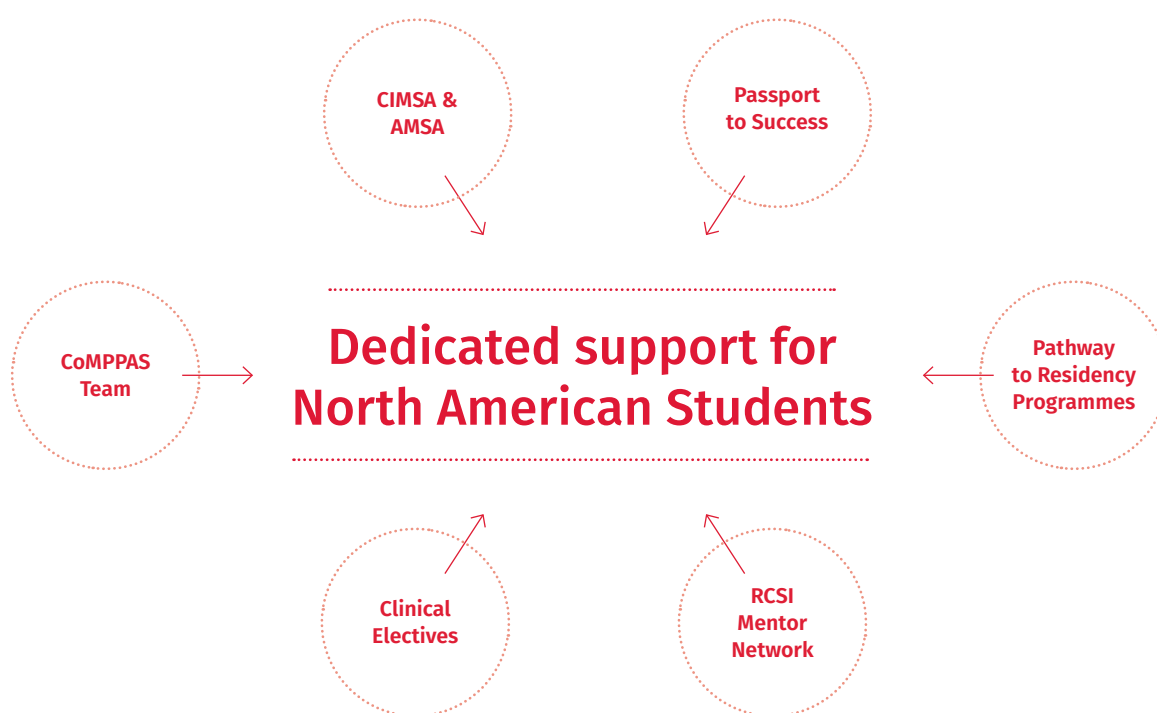 CIMSA &
AMSA
Passport
to Success
CoMPPAS
Team
Dedicated support for
North American Students
Pathway
to Residency
Programmes
Clinical
Electives
RCSI
Mentor
Network